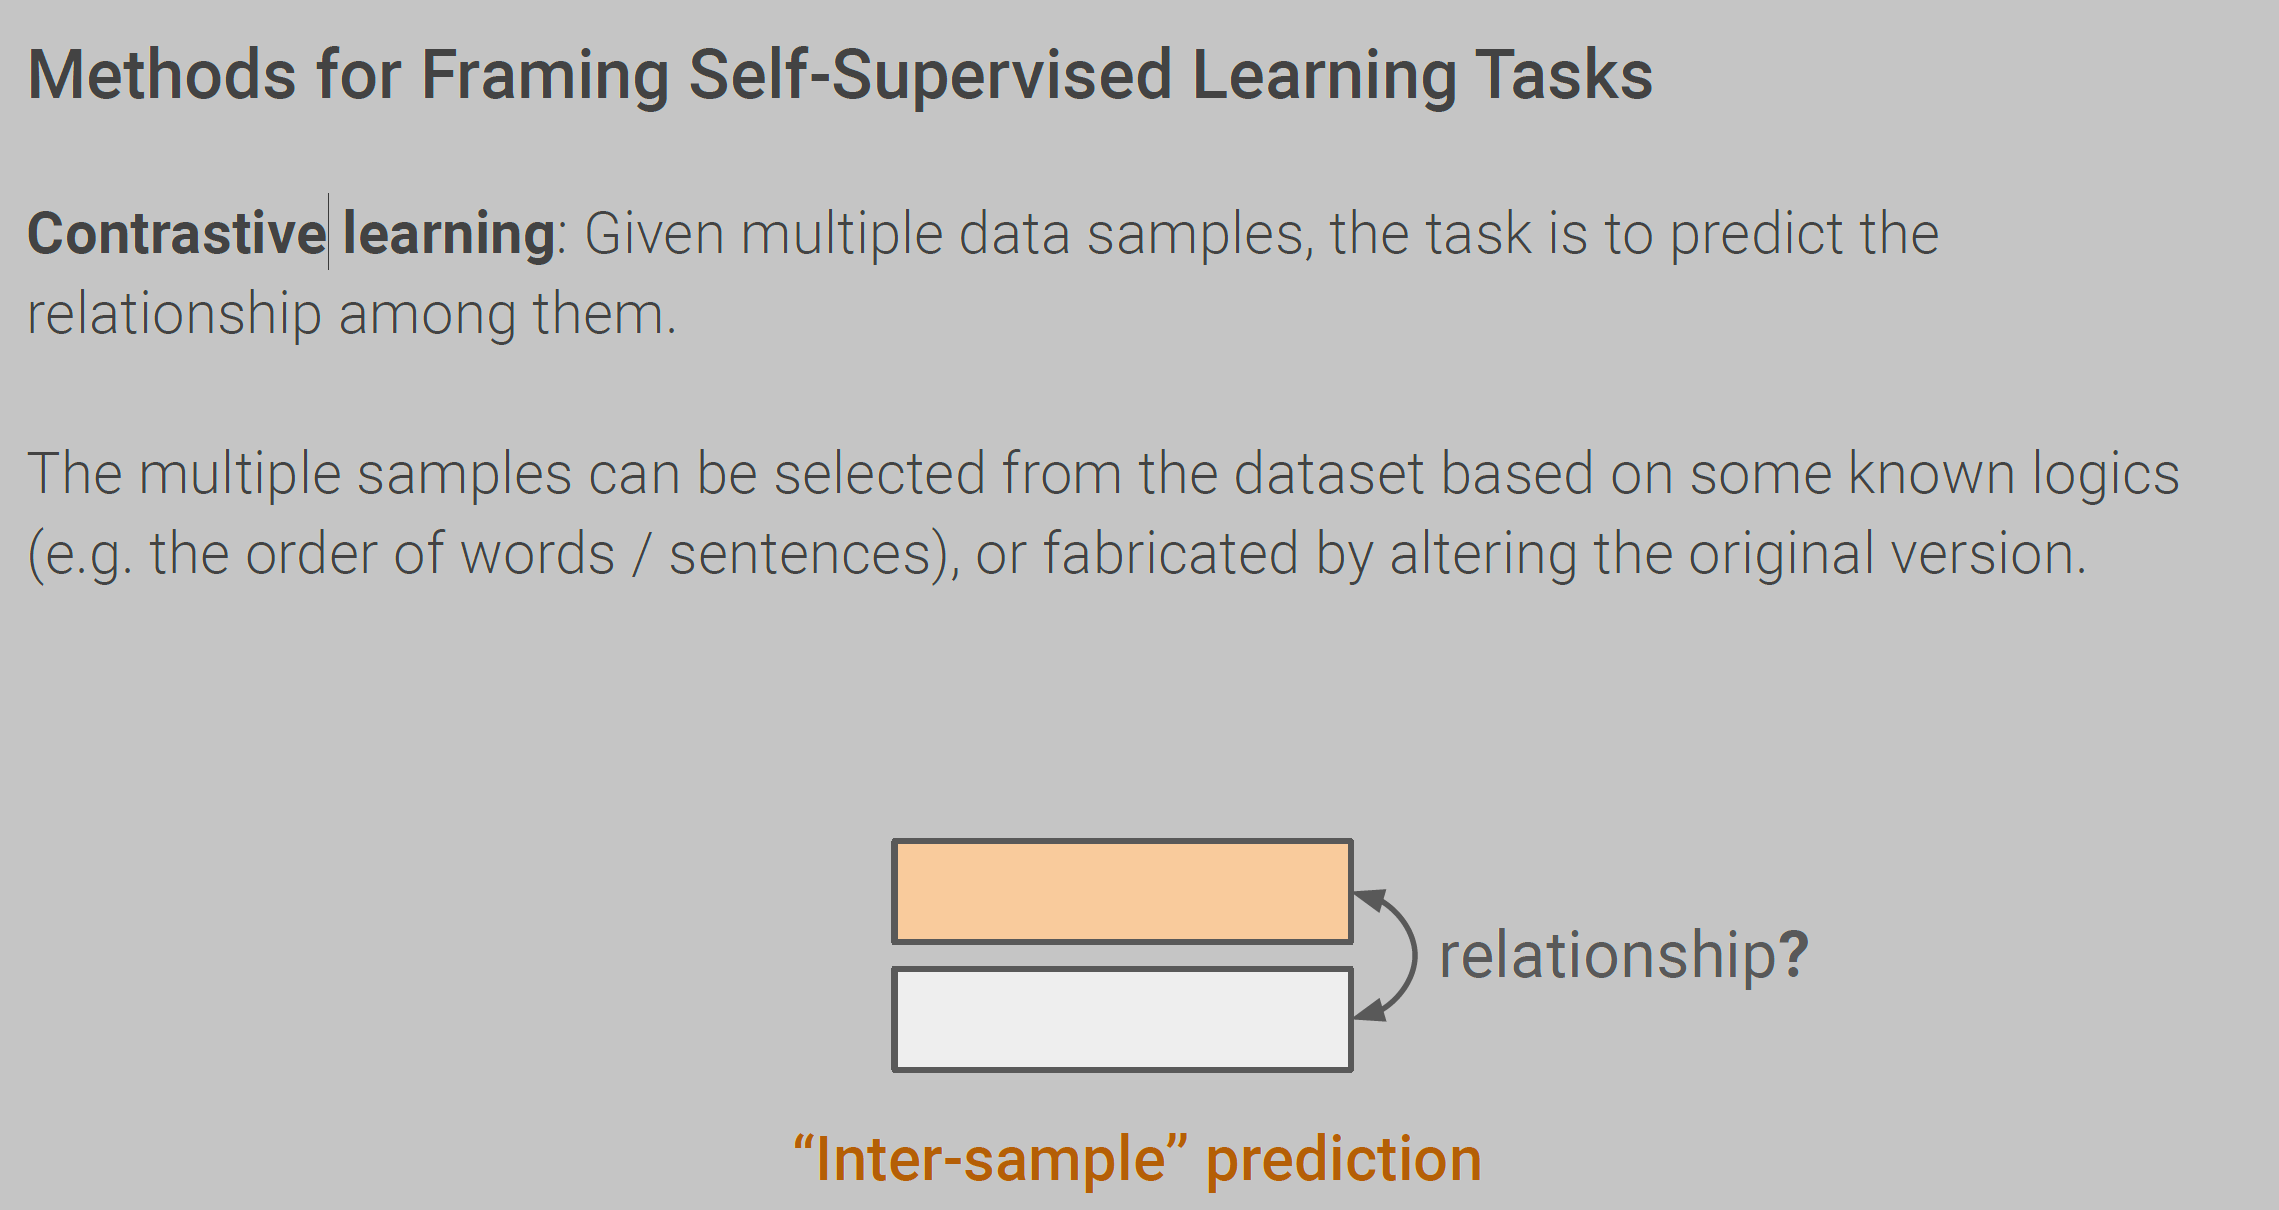 Methods for Framing Self-Supervised Learning Tasks
Contrastive learning: Given multiple data samples, the task is to predict the
relationship among them.
The multiple samples can be selected from the dataset based on some known logics
(e.g. the order of words / sentences), or fabricated by altering the original version.
relationship?
“Inter-sample” prediction